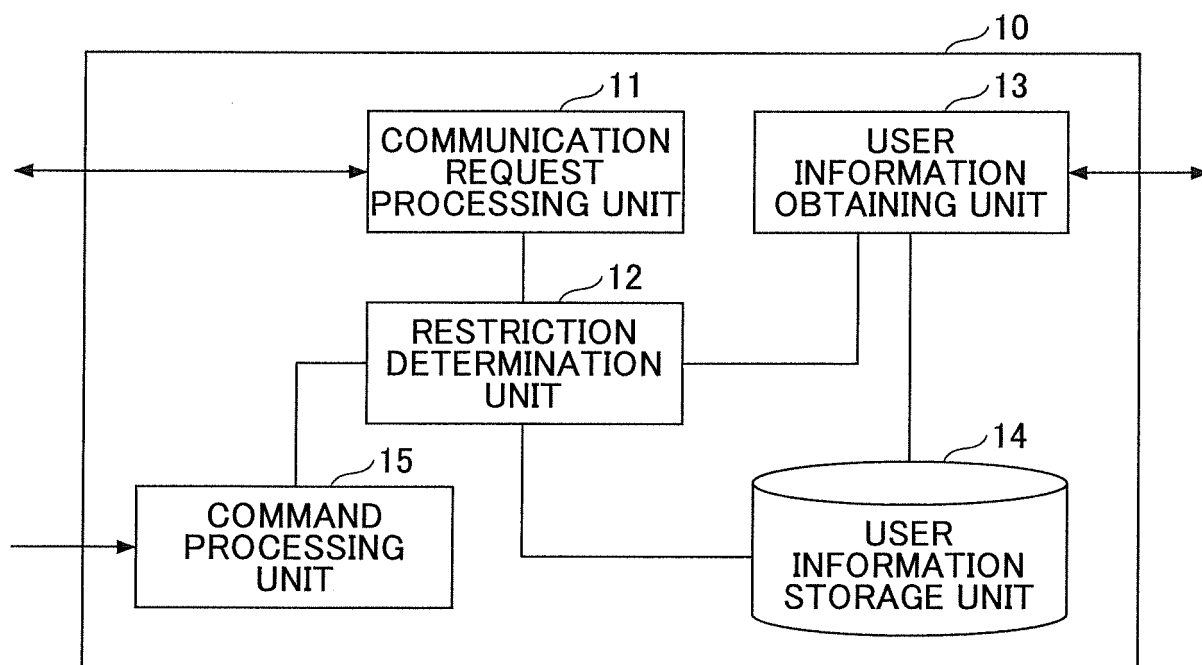 10
11
COMMUNICATION
REQUEST
PROCESSING UNIT
13
USER
INFORMATION
OBTAINING UNIT
12
RESTRICTION
DETERMINATION
UNIT
15
COMMAND
PROCESSING
UNIT
14
USER
INFORMATION
STORAGE UNIT